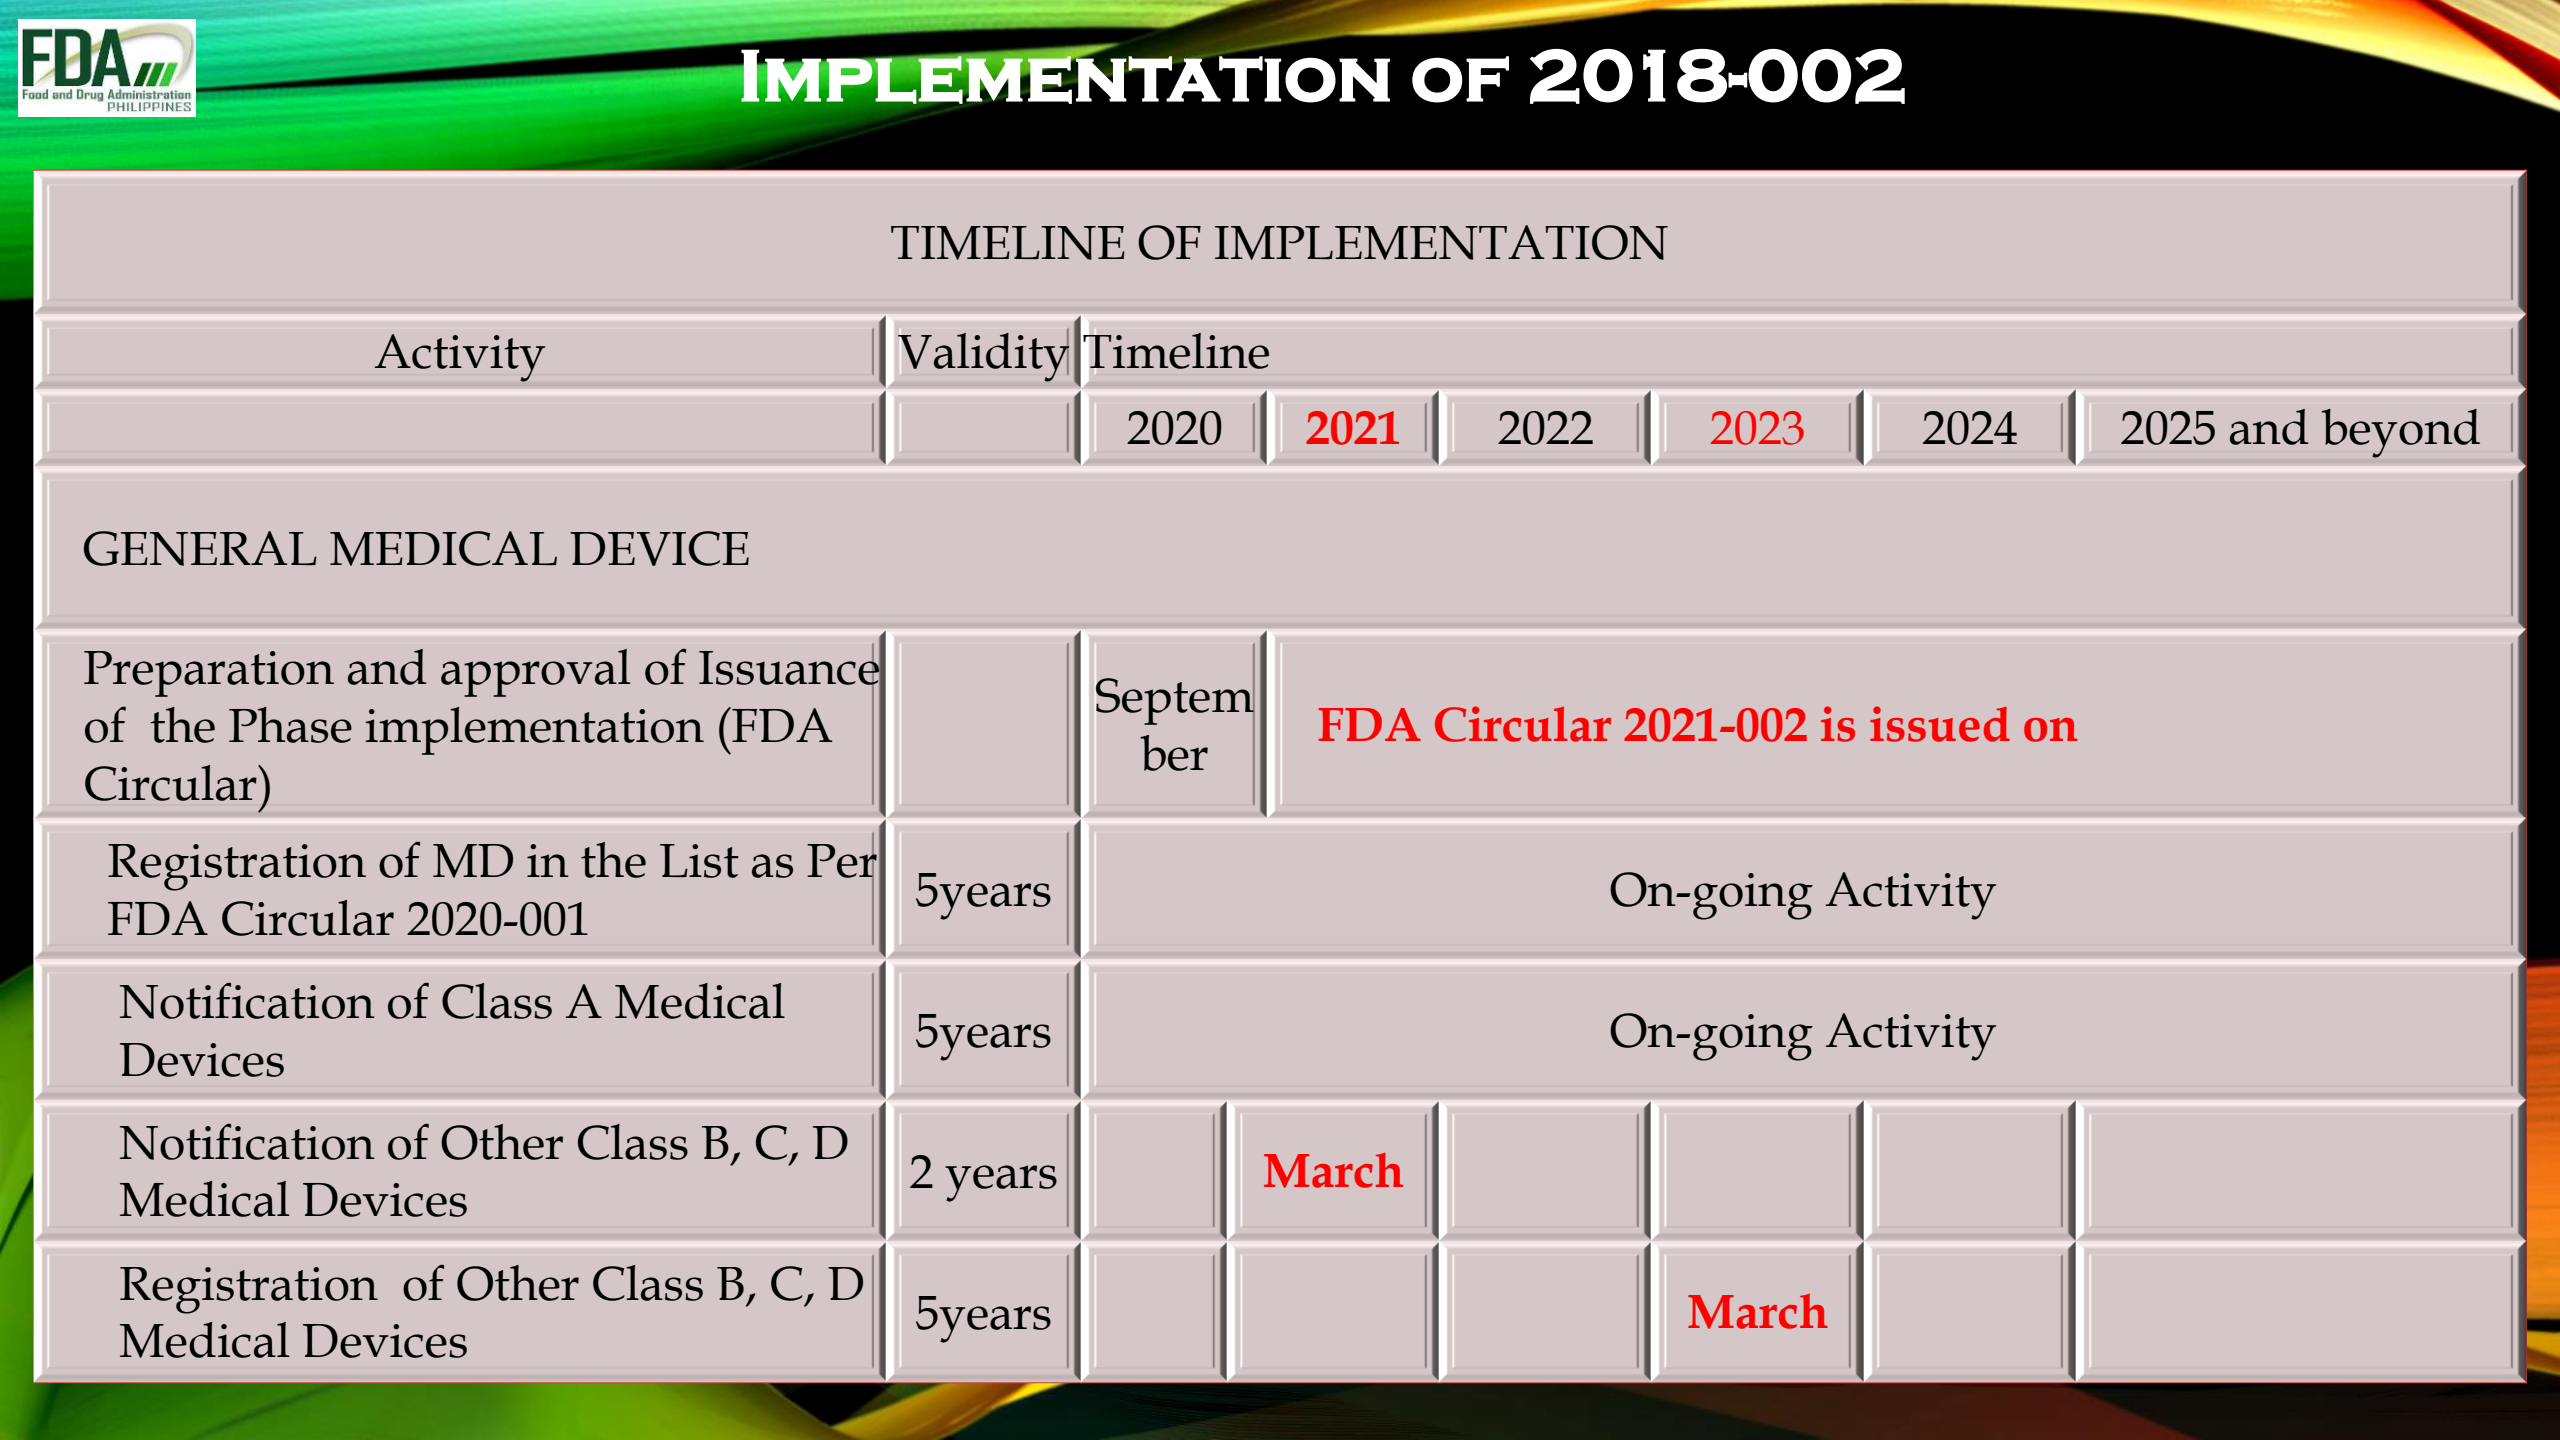 FDA
Food and Drug Administration
PHILIPPINES
Implementation of 2018-002
TIMELINE OF IMPLEMENTATION
Activity Validity Timeline
2020 2021 2022 2023 2024 2025 and beyond
GENERAL MEDICAL DEVICE
Preparation and approval of Issuance
of the Phase implementation (FDA
Circular)
Septem
ber
FDA Circular 2021-002 is issued on
Registration of MD in the List as Per
FDA Circular 2020-001
5years
On-going Activity
Notification of Class A Medical
Devices
5years
On-going Activity
Notification of Other Class B, C, D
Medical Devices
2 years
March
Registration of Other Class B, C, D
Medical Devices
5years
March